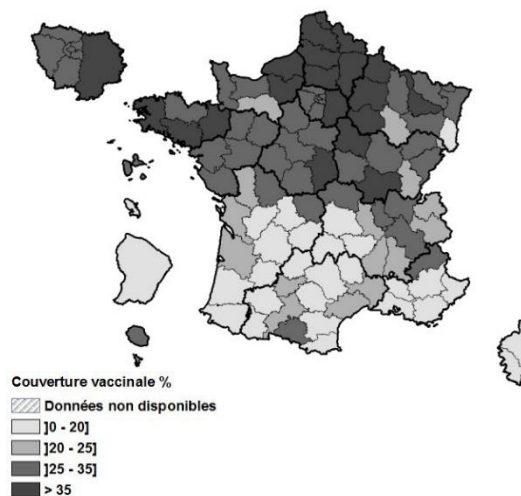 Couverture vaccinale %
Données non disponibles
]0 - 20]
]20 - 25]
]25 - 35]
> 35